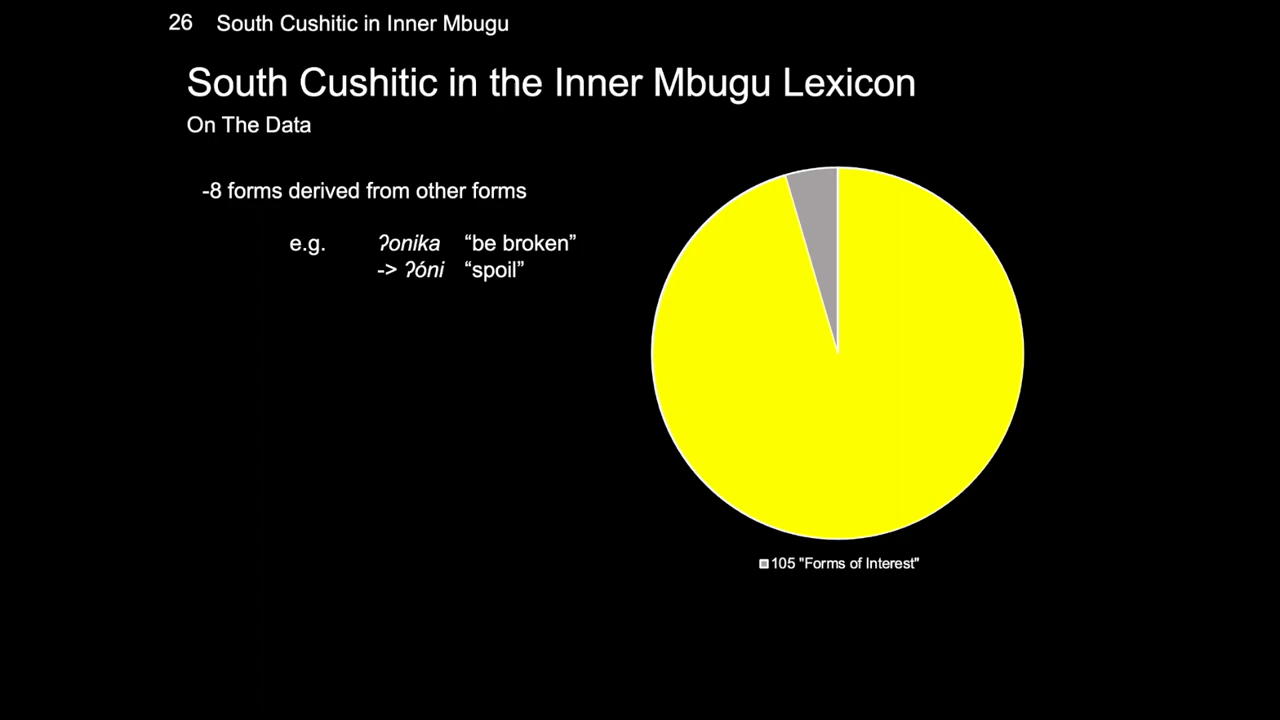 26 South Cushitic in Inner Mbugu
South Cushitic in the Inner Mbugu Lexicon
On The Data
-8 forms derived from other forms
e.g. ʔonika “be broken”
-> ʔóni “spoil”
105 "Forms of Interest"